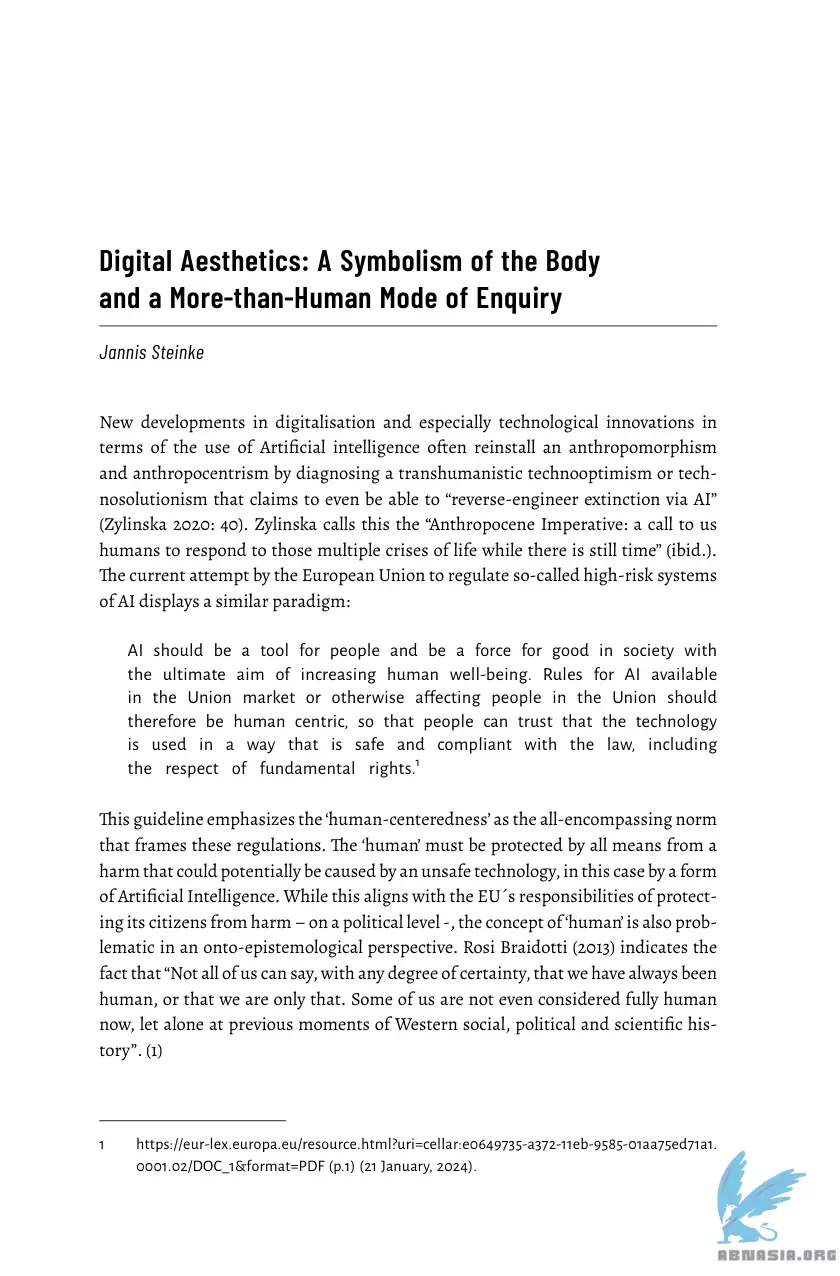 Digital Aesthetics: A Symbolism of the Body
and a More-than-Human Mode of Enquiry
Jannis Steinke
New developments in digitalisation and especially technological innovations in
terms of the use of Artificial intelligence often reinstall an anthropomorphism
and anthropocentrism by diagnosing a transhumanistic technooptimism or tech-
nosolutionism that claims to even be able to “reverse-engineer extinction via AI”
(Zylinska 2020: 40). Zylinska calls this the “Anthropocene Imperative: a call to us
humans to respond to those multiple crises of life while there is still time” (ibid.).
The current attempt by the European Union to regulate so-called high-risk systems
of AI displays a similar paradigm:
AI should be a tool for people and be a force for good in society with
the ultimate aim of increasing human well-being. Rules for AI available
in the Union market or otherwise affecting people in the Union should
therefore be human centric, so that people can trust that the technology
is used in a way that is safe and compliant with the law, including
the respect of fundamental rights.1
This guideline emphasizes the ‘human-centeredness’ as the all-encompassing norm
that frames these regulations. The ‘human’ must be protected by all means from a
harm that could potentially be caused by an unsafe technology, in this case by a form
of Artificial Intelligence. While this aligns with the EU´s responsibilities of protect-
ing its citizens from harm – on a political level -, the concept of ‘human’ is also prob-
lematic in an onto-epistemological perspective. Rosi Braidotti (2013) indicates the
fact that “Not all of us can say, with any degree of certainty, that we have always been
human, or that we are only that. Some of us are not even considered fully human
now, let alone at previous moments of Western social, political and scientific his-
tory”. (1)
1 https://eur-lex.europa.eu/resource.html?uri=cellar:e0649735-a372-11eb-9585-01aa75ed71a1.
0001.02/DOC_1&format=PDF (p.1) (21 January, 2024).
ABNASIA.ORG